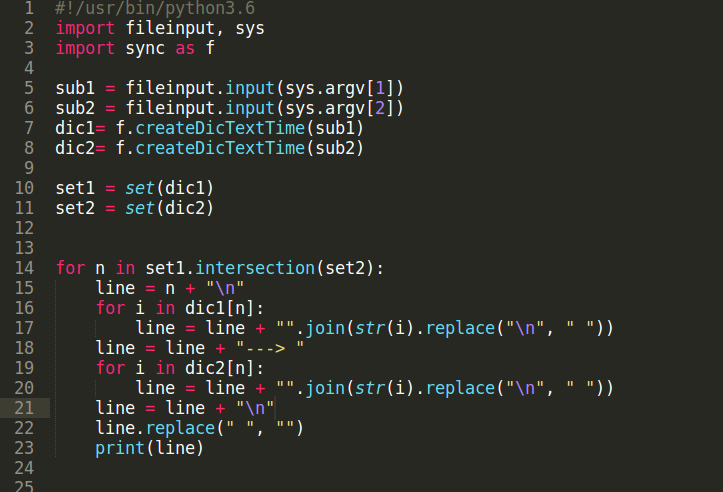 1 #!/usr/bin/python3.6
2 import fileinput, sys
3 import sync as f
4
5 sub1 = fileinput.input(sys.argv[1])
6 sub2 = fileinput.input(sys.argv[2])
7 dic1= f.createDicTextTime(sub1)
8 dic2= f.createDicTextTime(sub2)
9
10 set1 = set(dic1)
11 set2 = set(dic2)
12
13
14 for n in set1.intersection(set2):
15     line = n + "\n"
16     for i in dic1[n]:
17         line = line + "".join(str(i).replace("\n", " "))
18     line = line + "---> "
19     for i in dic2[n]:
20         line = line + "".join(str(i).replace("\n", " "))
21     line = line + "\n"
22     line.replace(" ", "")
23     print(line)
24
25